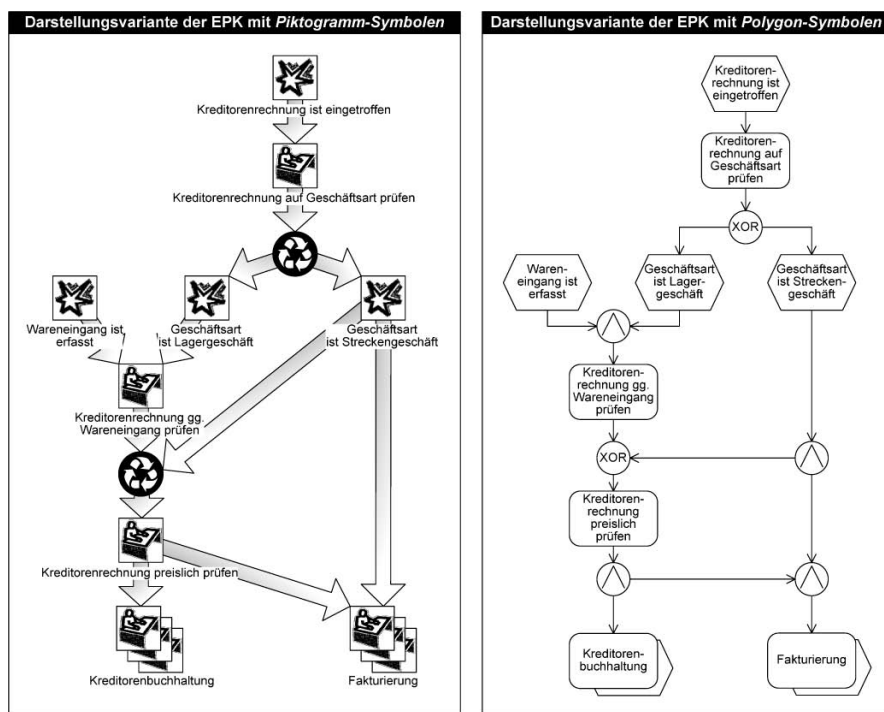 Darstellungsvariante der EPK mit Piktogramm-Symbolen
Kreditorenrechnung ist eingetroffen
Kreditorenrechnung auf Geschäftsart prüfen
Wareneingang ist
erfasst
Geschäftsart
ist Lagergeschäft
Geschäftsart
ist Streckengeschäft
Kreditorenrechnung gg.
Wareneingang prüfen
Kreditorenrechnung preislich prüfen
Kreditorenbuchhaltung
Fakturierung
Darstellungsvariante der EPK mit Polygon-Symbolen
Kreditoren-
rechnung ist
eingetroffen
Kreditoren-
rechnung auf
Geschäftsart
prüfen
XOR
Waren-
eingang ist
erfasst
Geschäftsart
ist Lager-
geschäft
Geschäftsart
ist Strecken-
geschäft
Kreditoren-
rechnung gg.
Wareneingang
prüfen
XOR
Kreditoren-
rechnung
preislich
prüfen
Kreditoren-
buchhaltung
Fakturierung